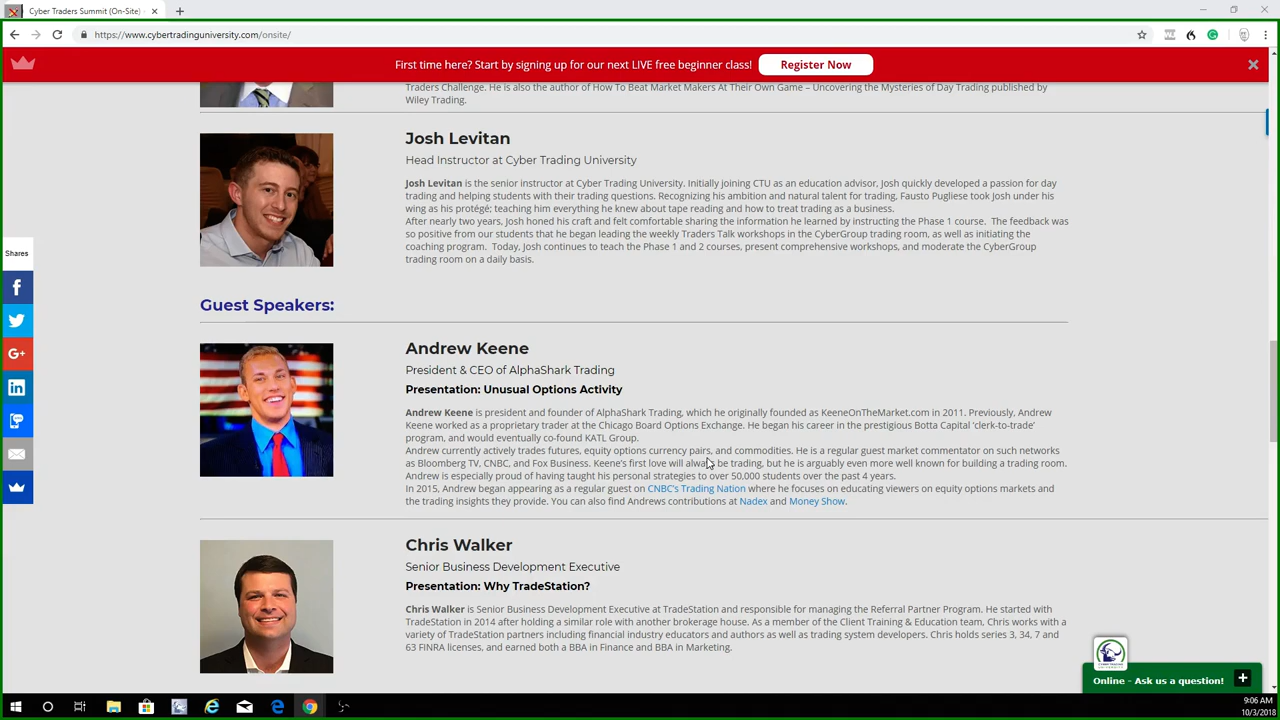 Cyber Traders Summit (On-Site)
https://www.cybertradinguniversity.com/onsite/
First time here? Start by signing up for our next LIVE free beginner class! Register Now
Traders Challenge. He is also the author of How To Beat Market Makers At Their Own Game – Uncovering the Mysteries of Day Trading published by
Wiley Trading.
Josh Levitan
Head Instructor at Cyber Trading University
Josh Levitan is the senior instructor at Cyber Trading University. Initially joining CTU as an education advisor, Josh quickly developed a passion for day
trading and helping students with their trading questions. Recognizing his ambition and natural talent for trading, Fausto Pugliese took Josh under his
wing as his protégé; teaching him everything he knew about tape reading and how to treat trading as a business.
After nearly two years, Josh honed his craft and felt comfortable sharing the information he learned by instructing the Phase 1 course. The feedback was
so positive from our students that he began leading the weekly Traders Talk workshops in the CyberGroup trading room, as well as initiating the
coaching program. Today, Josh continues to teach the Phase 1 and 2 courses, present comprehensive workshops, and moderate the CyberGroup
trading room on a daily basis.
Shares
Guest Speakers:
Andrew Keene
President & CEO of AlphaShark Trading
Presentation: Unusual Options Activity
Andrew Keene is president and founder of AlphaShark Trading, which he originally founded as KeeneOnTheMarket.com in 2011. Previously, Andrew
Keene worked as a proprietary trader at the Chicago Board Options Exchange. He began his career in the prestigious Botta Capital ‘clerk-to-trade’
program, and would eventually co-found KATL Group.
Andrew currently actively trades futures, equity options currency pairs, and commodities. He is a regular guest market commentator on such networks
as Bloomberg TV, CNBC, and Fox Business. Keene’s first love will always be trading, but he is arguably even more well known for building a trading room.
Andrew is especially proud of having taught his personal strategies to over 50,000 students over the past 4 years.
In 2015, Andrew began appearing as a regular guest on CNBC’s Trading Nation where he focuses on educating viewers on equity options markets and
the trading insights they provide. You can also find Andrews contributions at Nadex and Money Show.
Chris Walker
Senior Business Development Executive
Presentation: Why TradeStation?
Chris Walker is Senior Business Development Executive at TradeStation and responsible for managing the Referral Partner Program. He started with
TradeStation in 2014 after holding a similar role with another brokerage house. As a member of the Client Training & Education team, Chris works with a
variety of TradeStation partners including financial industry educators and authors as well as trading system developers. Chris holds series 3, 34, 7 and
63 FINRA licenses, and earned both a BBA in Finance and BBA in Marketing.
Online - Ask us a question!
9:06 AM
10/3/2018